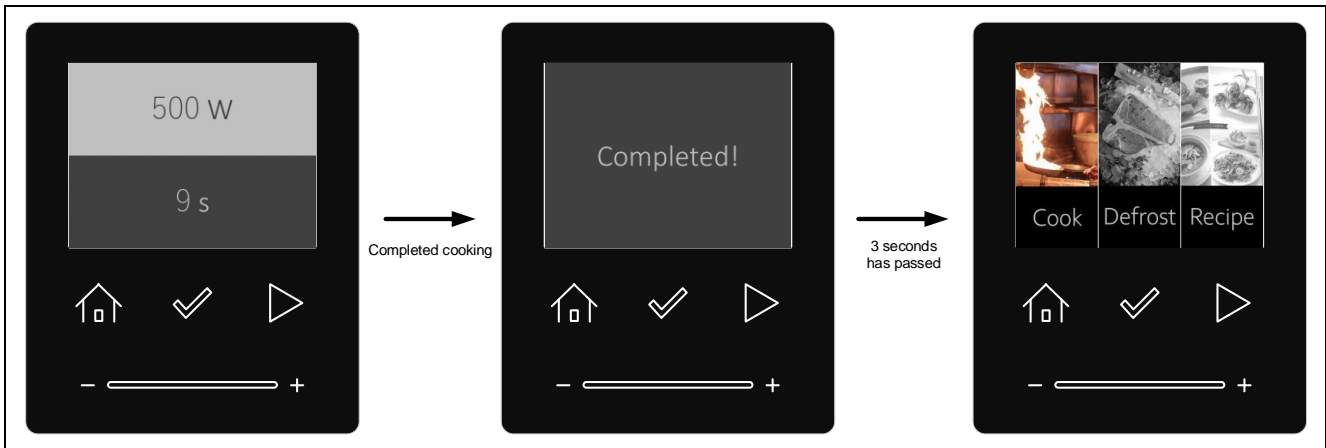 500 W
9 s
- +
Completed cooking
Completed!
- +
3 seconds
has passed
Cook Defrost Recipe
- +